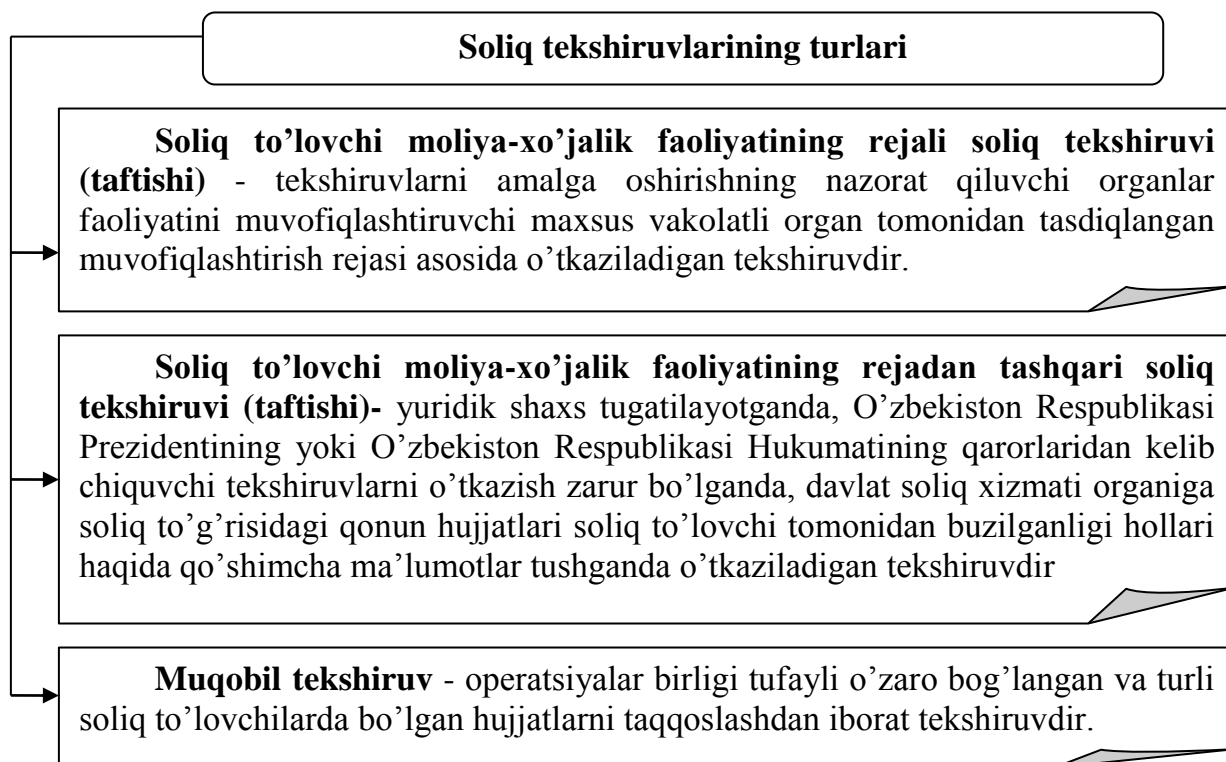 Soliq tekshiruvlarining turlari
Soliq to’lovchi moliya-xo’jalik faoliyatining rejali soliq tekshiruvi
(taftishi) - tekshiruvlarni amalga oshirishning nazorat qiluvchi organlar
faoliyatini muvofiqlashtiruvchi maxsus vakolatli organ tomonidan tasdiqlangan
muvofiqlashtirish rejasi asosida o’tkaziladigan tekshiruvdir.
Soliq to’lovchi moliya-xo’jalik faoliyatining rejadan tashqari soliq
tekshiruvi (taftishi)- yuridik shaxs tugatilayotganda, O’zbekiston Respublikasi
Prezidentining yoki O’zbekiston Respublikasi Hukumatining qarorlaridan kelib
chiquvchi tekshiruvlarni o’tkazish zarur bo’lganda, davlat soliq xizmati organiga
soliq to’g’risidagi qonun hujjatlari soliq to’lovchi tomonidan buzilganligi hollari
haqida qo’shimcha ma’lumotlar tushganda o’tkaziladigan tekshiruvdir
Muqobil tekshiruv - operatsiyalar birligi tufayli o’zaro bog’langan va turli
soliq to’lovchilarda bo’lgan hujjatlarni taqqoslashdan iborat tekshiruvdir.